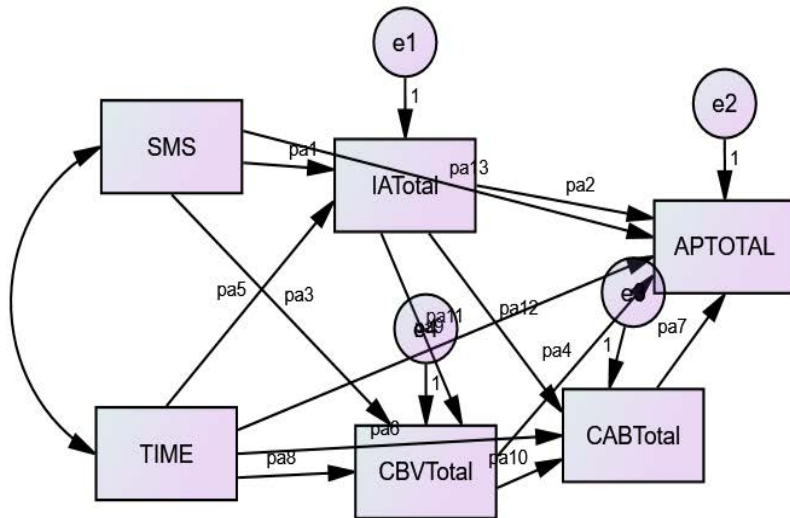 e1
e2
1
1
SMS
pa1
pa13
IATotal
pa2
APTOTAL
pa5
pa3
pa11
pa12
pa4
1
pa7
1
pa6
CABTotal
TIME
pa8
CBVTotal
pa10